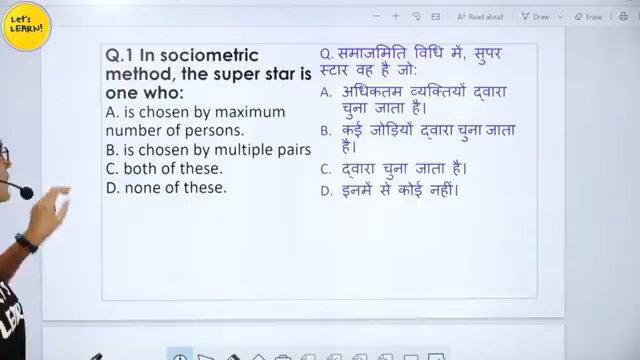 Let's
LEARN!
Read aloud
Draw
Erase
Q.1 In sociometric
method, the super star is
one who:
A. is chosen by maximum
number of persons.
B. is chosen by multiple pairs
C. both of these.
D. none of these.
Q. समाजमिति विधि में, सुपर
स्टार वह है जो:
A. अधिकतम व्यक्तियों द्वारा
चुना जाता है।
B. कई जोड़ियों द्वारा चुना जाता
है।
C. द्वारा चुना जाता है।
D. इनमें से कोई नहीं।